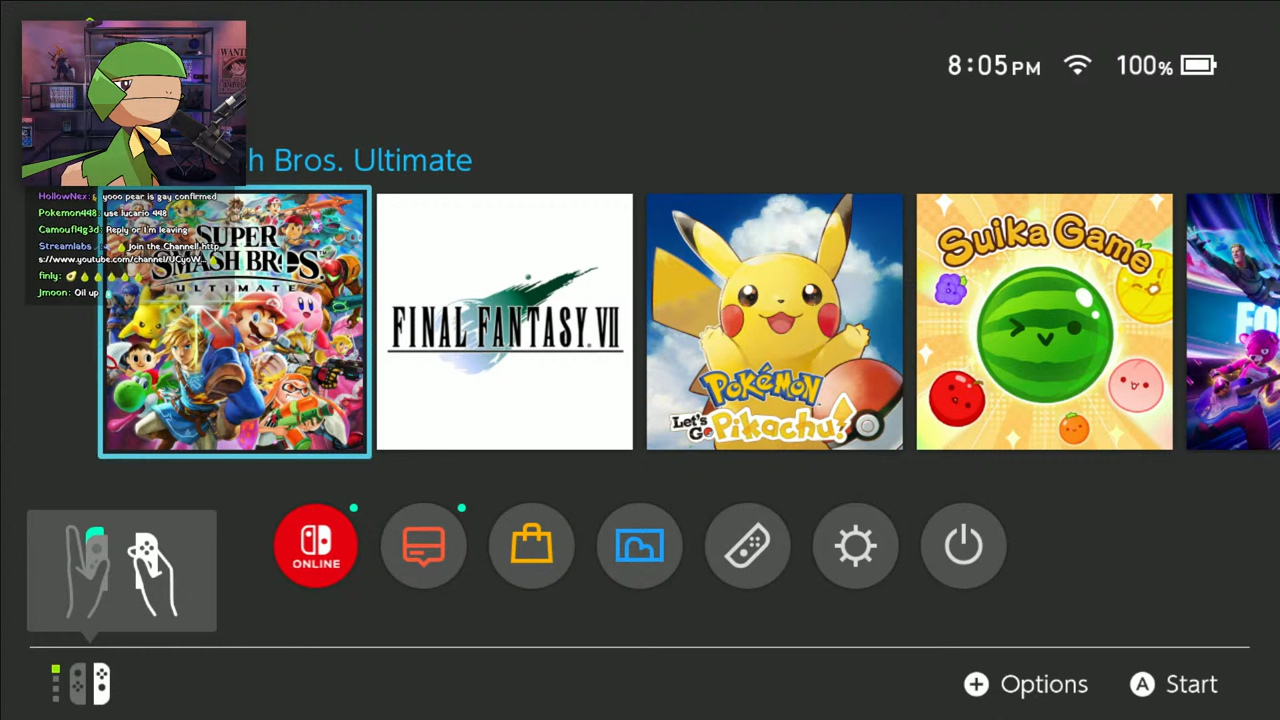 8:05PM
100%
h Bros. Ultimate
WANT
HollowNex: yooo pear is gay confirmed
Pokemon448: use lucario 448
Camoufl4g3d: Reply or I'm leaving
Streamlabs: join the Channel! http
s://www.youtube.com/channel/UCyoW...
finly:
Jmoon: Oil up
SUPER
SMASH BROS.
ULTIMATE
FINAL FANTASY VII
POKÉMON
Let's Go Pikachu!
Suika Game
FO
ONLINE
Options
A Start